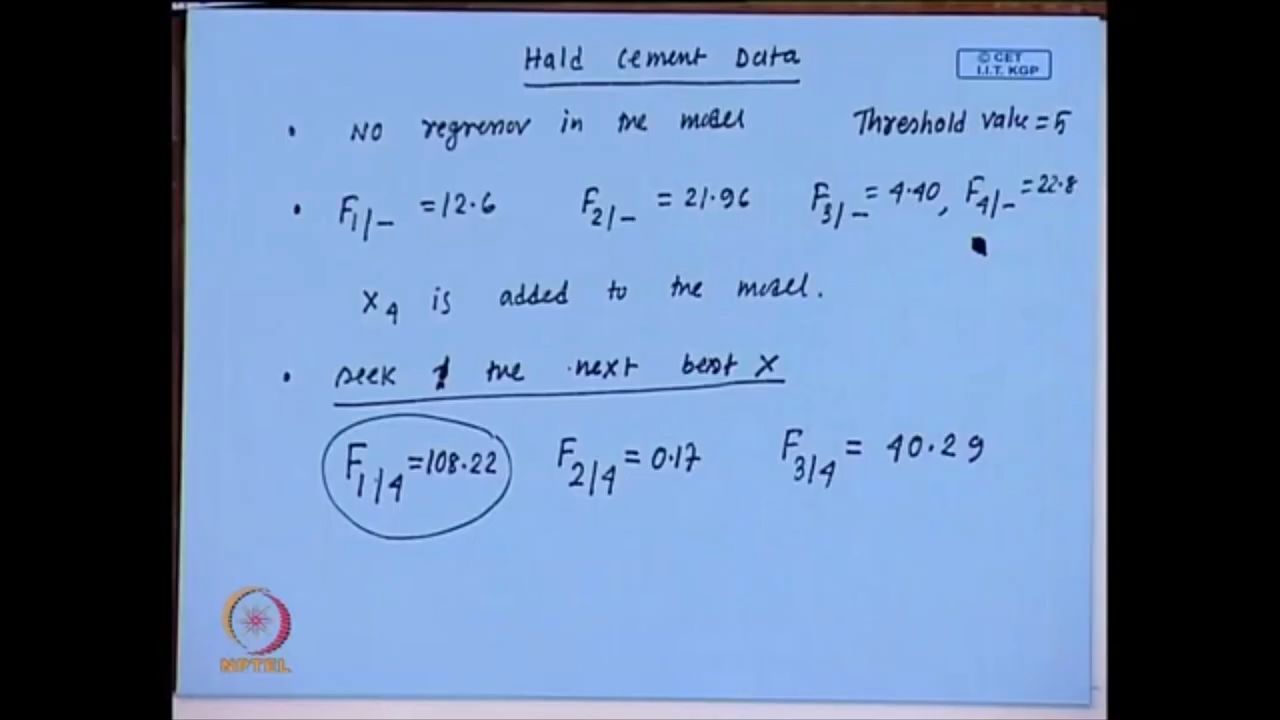 Hald Cement Data
© CET
I.I.T. KGP
• NO regressor in the model Threshold value = 5
• F1/- = 12.6 F2/- = 21.96 F3/- = 4.40, F4/- = 22.8
X4 is added to the model.
• seek the next best X
F1/4 = 108.22 F2/4 = 0.17 F3/4 = 40.29
NPTEL